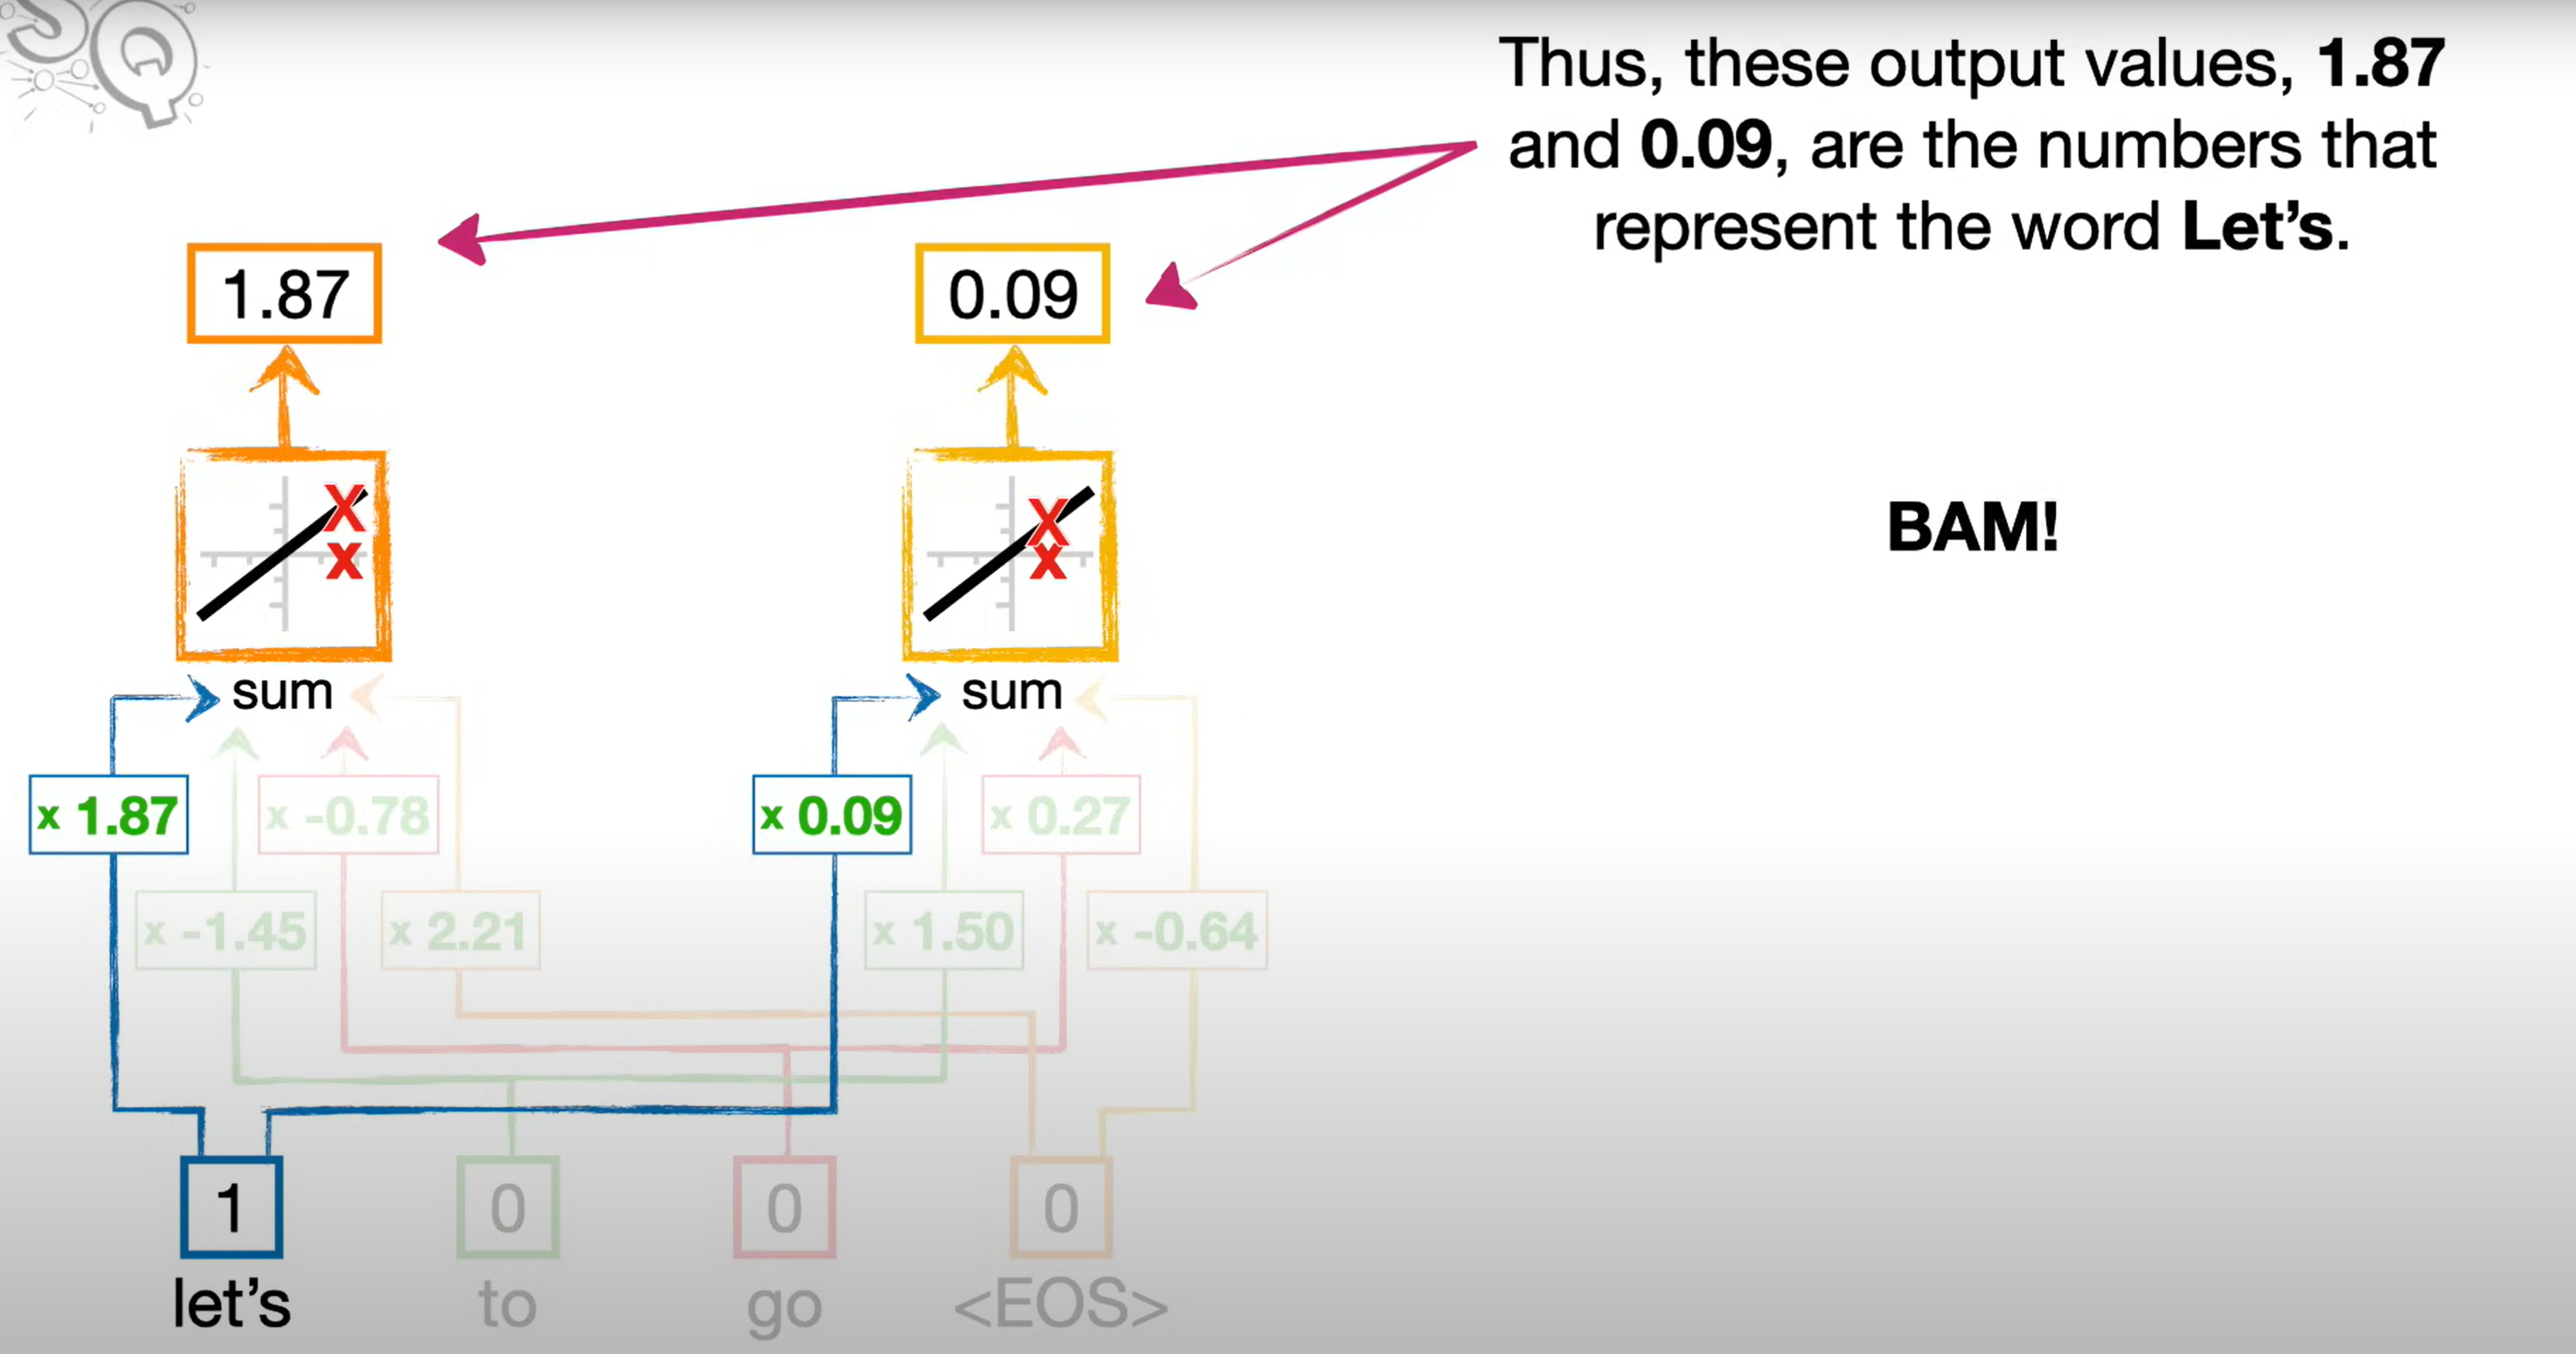 SQ
Thus, these output values, 1.87
and 0.09, are the numbers that
represent the word Let’s.
1.87
0.09
BAM!
X
X
X
X
sum
sum
x 1.87
x -0.78
x 0.09
x 0.27
x -1.45
x 2.21
x 1.50
x -0.64
1
0
0
0
let’s
to
go
<EOS>